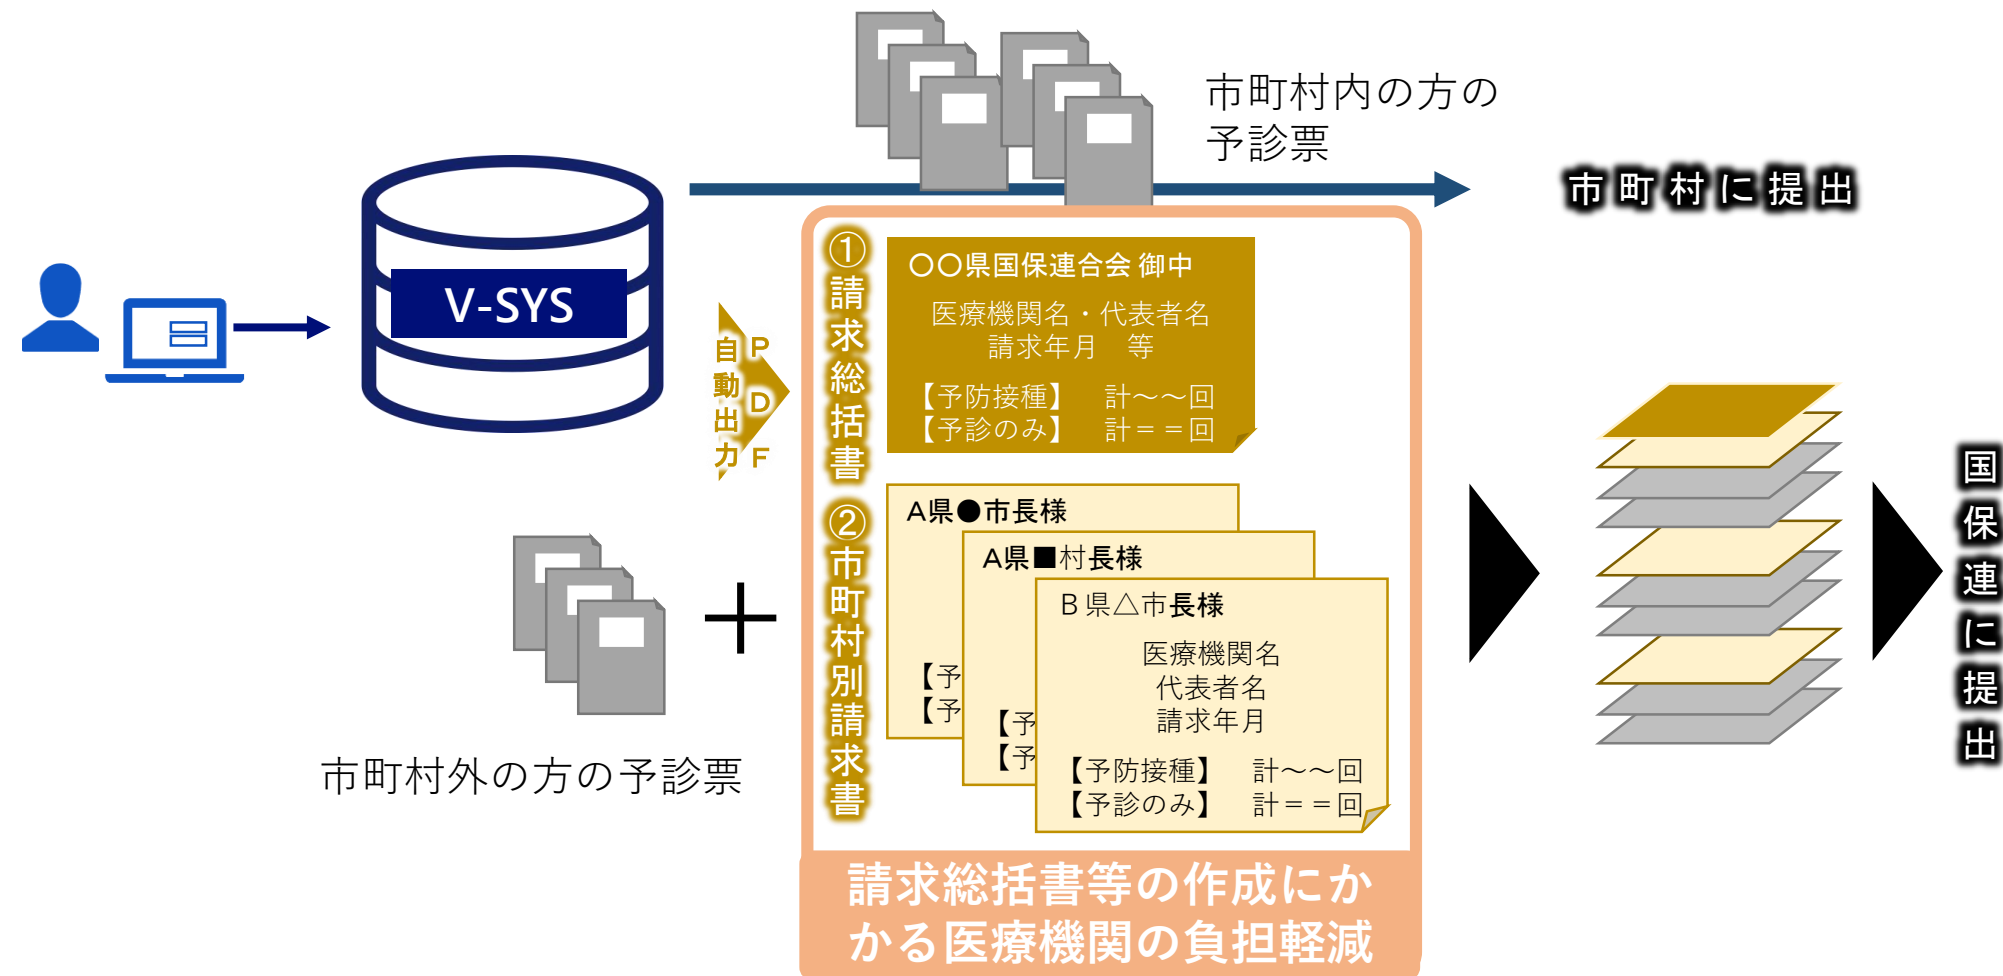 市町村内の方の
予診票
市町村に提出
V-SYS
PDF
自動出力
①請求総括書
〇〇県国保連合会 御中
医療機関名・代表者名
請求年月　等
【予防接種】　計～～回
【予診のみ】　計＝＝回
②市町村別請求書
A県●市長様
【予
【予
A県■村長様
【予
【予
B県△市長様
医療機関名
代表者名
請求年月
【予防接種】　計～～回
【予診のみ】　計＝＝回
市町村外の方の予診票
国保連に提出
請求総括書等の作成にか
かる医療機関の負担軽減